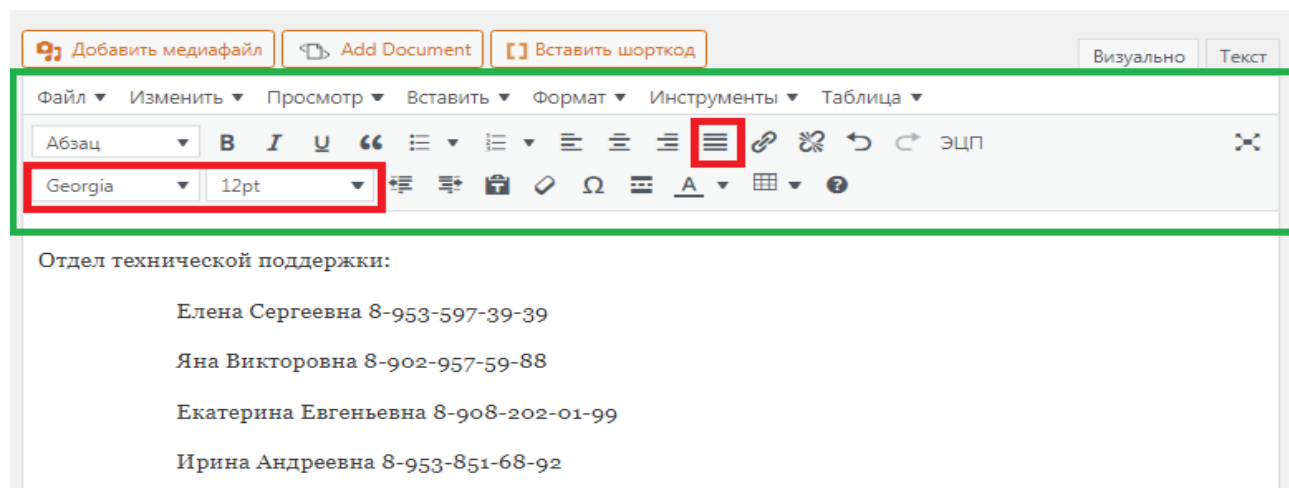 Добавить медиафайл Add Document Вставить шорткод
Визуально Текст
Файл Изменить Просмотр Вставить Формат Инструменты Таблица
Абзац B I U ЭЦП
Georgia 12pt Ω A
Отдел технической поддержки:
Елена Сергеевна 8-953-597-39-39
Яна Викторовна 8-902-957-59-88
Екатерина Евгеньевна 8-908-202-01-99
Ирина Андреевна 8-953-851-68-92